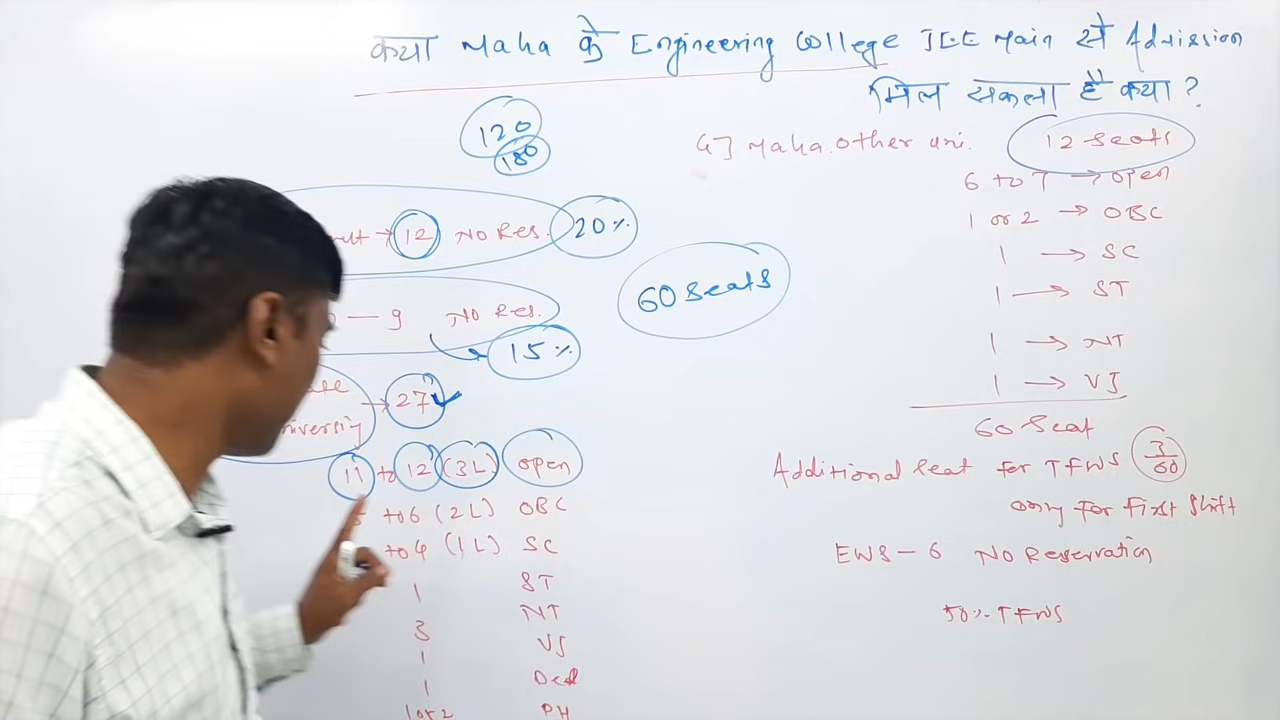 क्या Maha के Engineering College JEE Main से Admission
मिल सकता है क्या ?
120
180
12 No Res. 20%
9 No Res.
15%
60 Seats
→ 27
11 to 12 (3L) open
to 6 (2L) OBC
to 4 (1L) SC
1 ST
NT
3
VJ
1
1 Def
1 or 2 PH
4] Maha. Other uni. 12 Seats
6 to 7 → open
1 or 2 → OBC
1 → SC
1 → ST
1 → NT
1 → VJ
60 Seat
Additional Seat for TFWS 3/60
only for First Shift
EWS - 6 No Reservation
50% TFWS